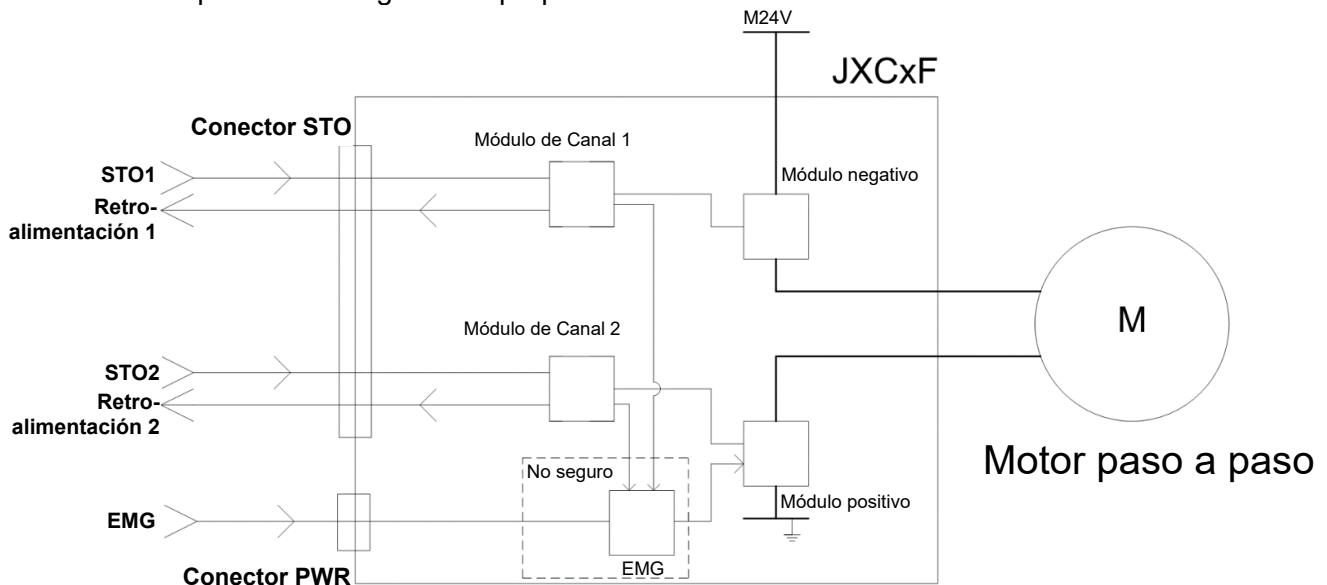 M24V
JXCxF
Conector STO
Módulo de Canal 1
STO1
Módulo negativo
Retro-
alimentación 1
M
Módulo de Canal 2
STO2
Retro-
alimentación 2
Motor paso a paso
No seguro
Módulo positivo
EMG
EMG
Conector PWR